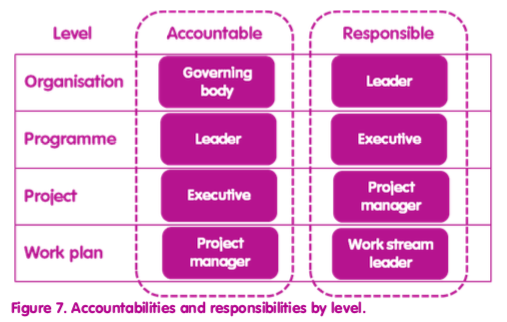 Level Accountable Responsible
Organisation Governing body Leader
Programme Leader Executive
Project Executive Project manager
Work plan Project manager Work stream leader
Figure 7. Accountabilities and responsibilities by level.